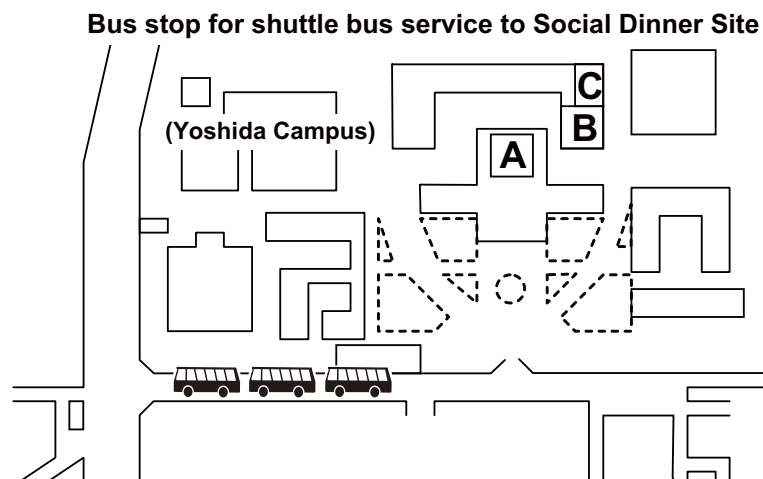 Bus stop for shuttle bus service to Social Dinner Site
C
(Yoshida Campus)
B
A